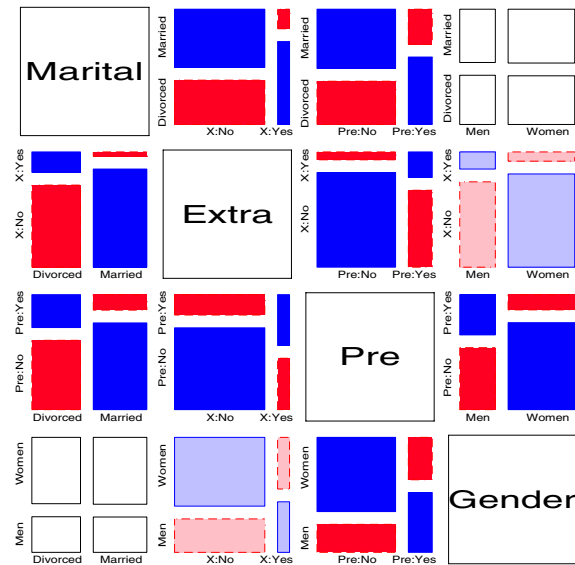 Marital
Married
Divorced
X:No
X:Yes
Married
Divorced
Pre:No
Pre:Yes
Married
Divorced
Men
Women
X:Yes
X:No
Divorced
Married
Extra
X:Yes
X:No
Pre:No
Pre:Yes
X:Yes
X:No
Men
Women
Pre:Yes
Pre:No
Divorced
Married
Pre:Yes
Pre:No
X:No
X:Yes
Pre
Pre:Yes
Pre:No
Men
Women
Women
Men
Divorced
Married
Women
Men
X:No
X:Yes
Women
Men
Pre:No
Pre:Yes
Gender